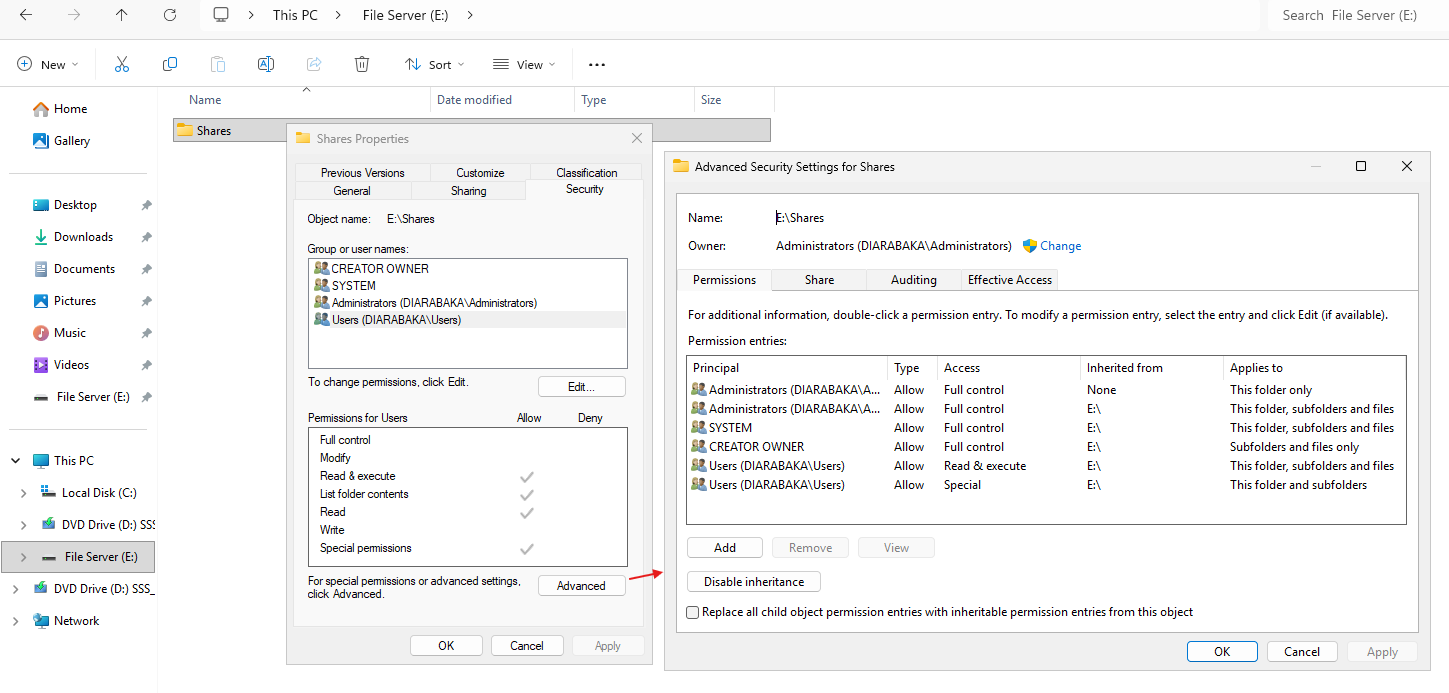 This PC
File Server (E:)
Search File Server (E:)
New
Sort
View
Home
Gallery
Desktop
Downloads
Documents
Pictures
Music
Videos
File Server (E:)
This PC
Local Disk (C:)
DVD Drive (D:) SSS
File Server (E:)
DVD Drive (D:) SSS_
Network
Name
Date modified
Type
Size
Shares
Shares Properties
Previous Versions
Customize
Classification
General
Sharing
Security
Object name: E:\Shares
Group or user names:
CREATOR OWNER
SYSTEM
Administrators (DIARABAKA\Administrators)
Users (DIARABAKA\Users)
To change permissions, click Edit.
Edit...
Permissions for Users Allow Deny
Full control
Modify
Read & execute
List folder contents
Read
Write
Special permissions
For special permissions or advanced settings,
click Advanced.
Advanced
OK
Cancel
Apply
Advanced Security Settings for Shares
Name: E:\Shares
Owner: Administrators (DIARABAKA\Administrators) Change
Permissions
Share
Auditing
Effective Access
For additional information, double-click a permission entry. To modify a permission entry, select the entry and click Edit (if available).
Permission entries:
Principal Type Access Inherited from Applies to
Administrators (DIARABAKA\A... Allow Full control None This folder only
Administrators (DIARABAKA\A... Allow Full control E:\ This folder, subfolders and files
SYSTEM Allow Full control E:\ This folder, subfolders and files
CREATOR OWNER Allow Full control E:\ Subfolders and files only
Users (DIARABAKA\Users) Allow Read & execute E:\ This folder, subfolders and files
Users (DIARABAKA\Users) Allow Special E:\ This folder and subfolders
Add
Remove
View
Disable inheritance
Replace all child object permission entries with inheritable permission entries from this object
OK
Cancel
Apply